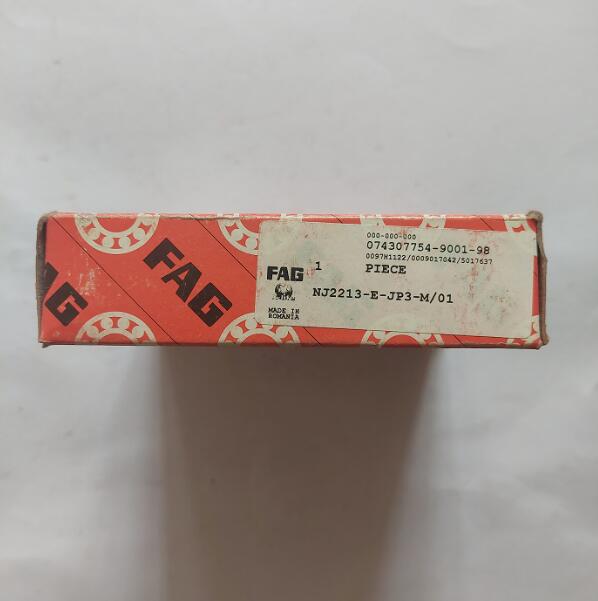 FAG
FAG
000-000-000
074307754-9001-98
0097H1122/0009017042/5017637
FAG 1 PIECE
NJ2213-E-JP3-M/01
MADE IN
ROMANIA